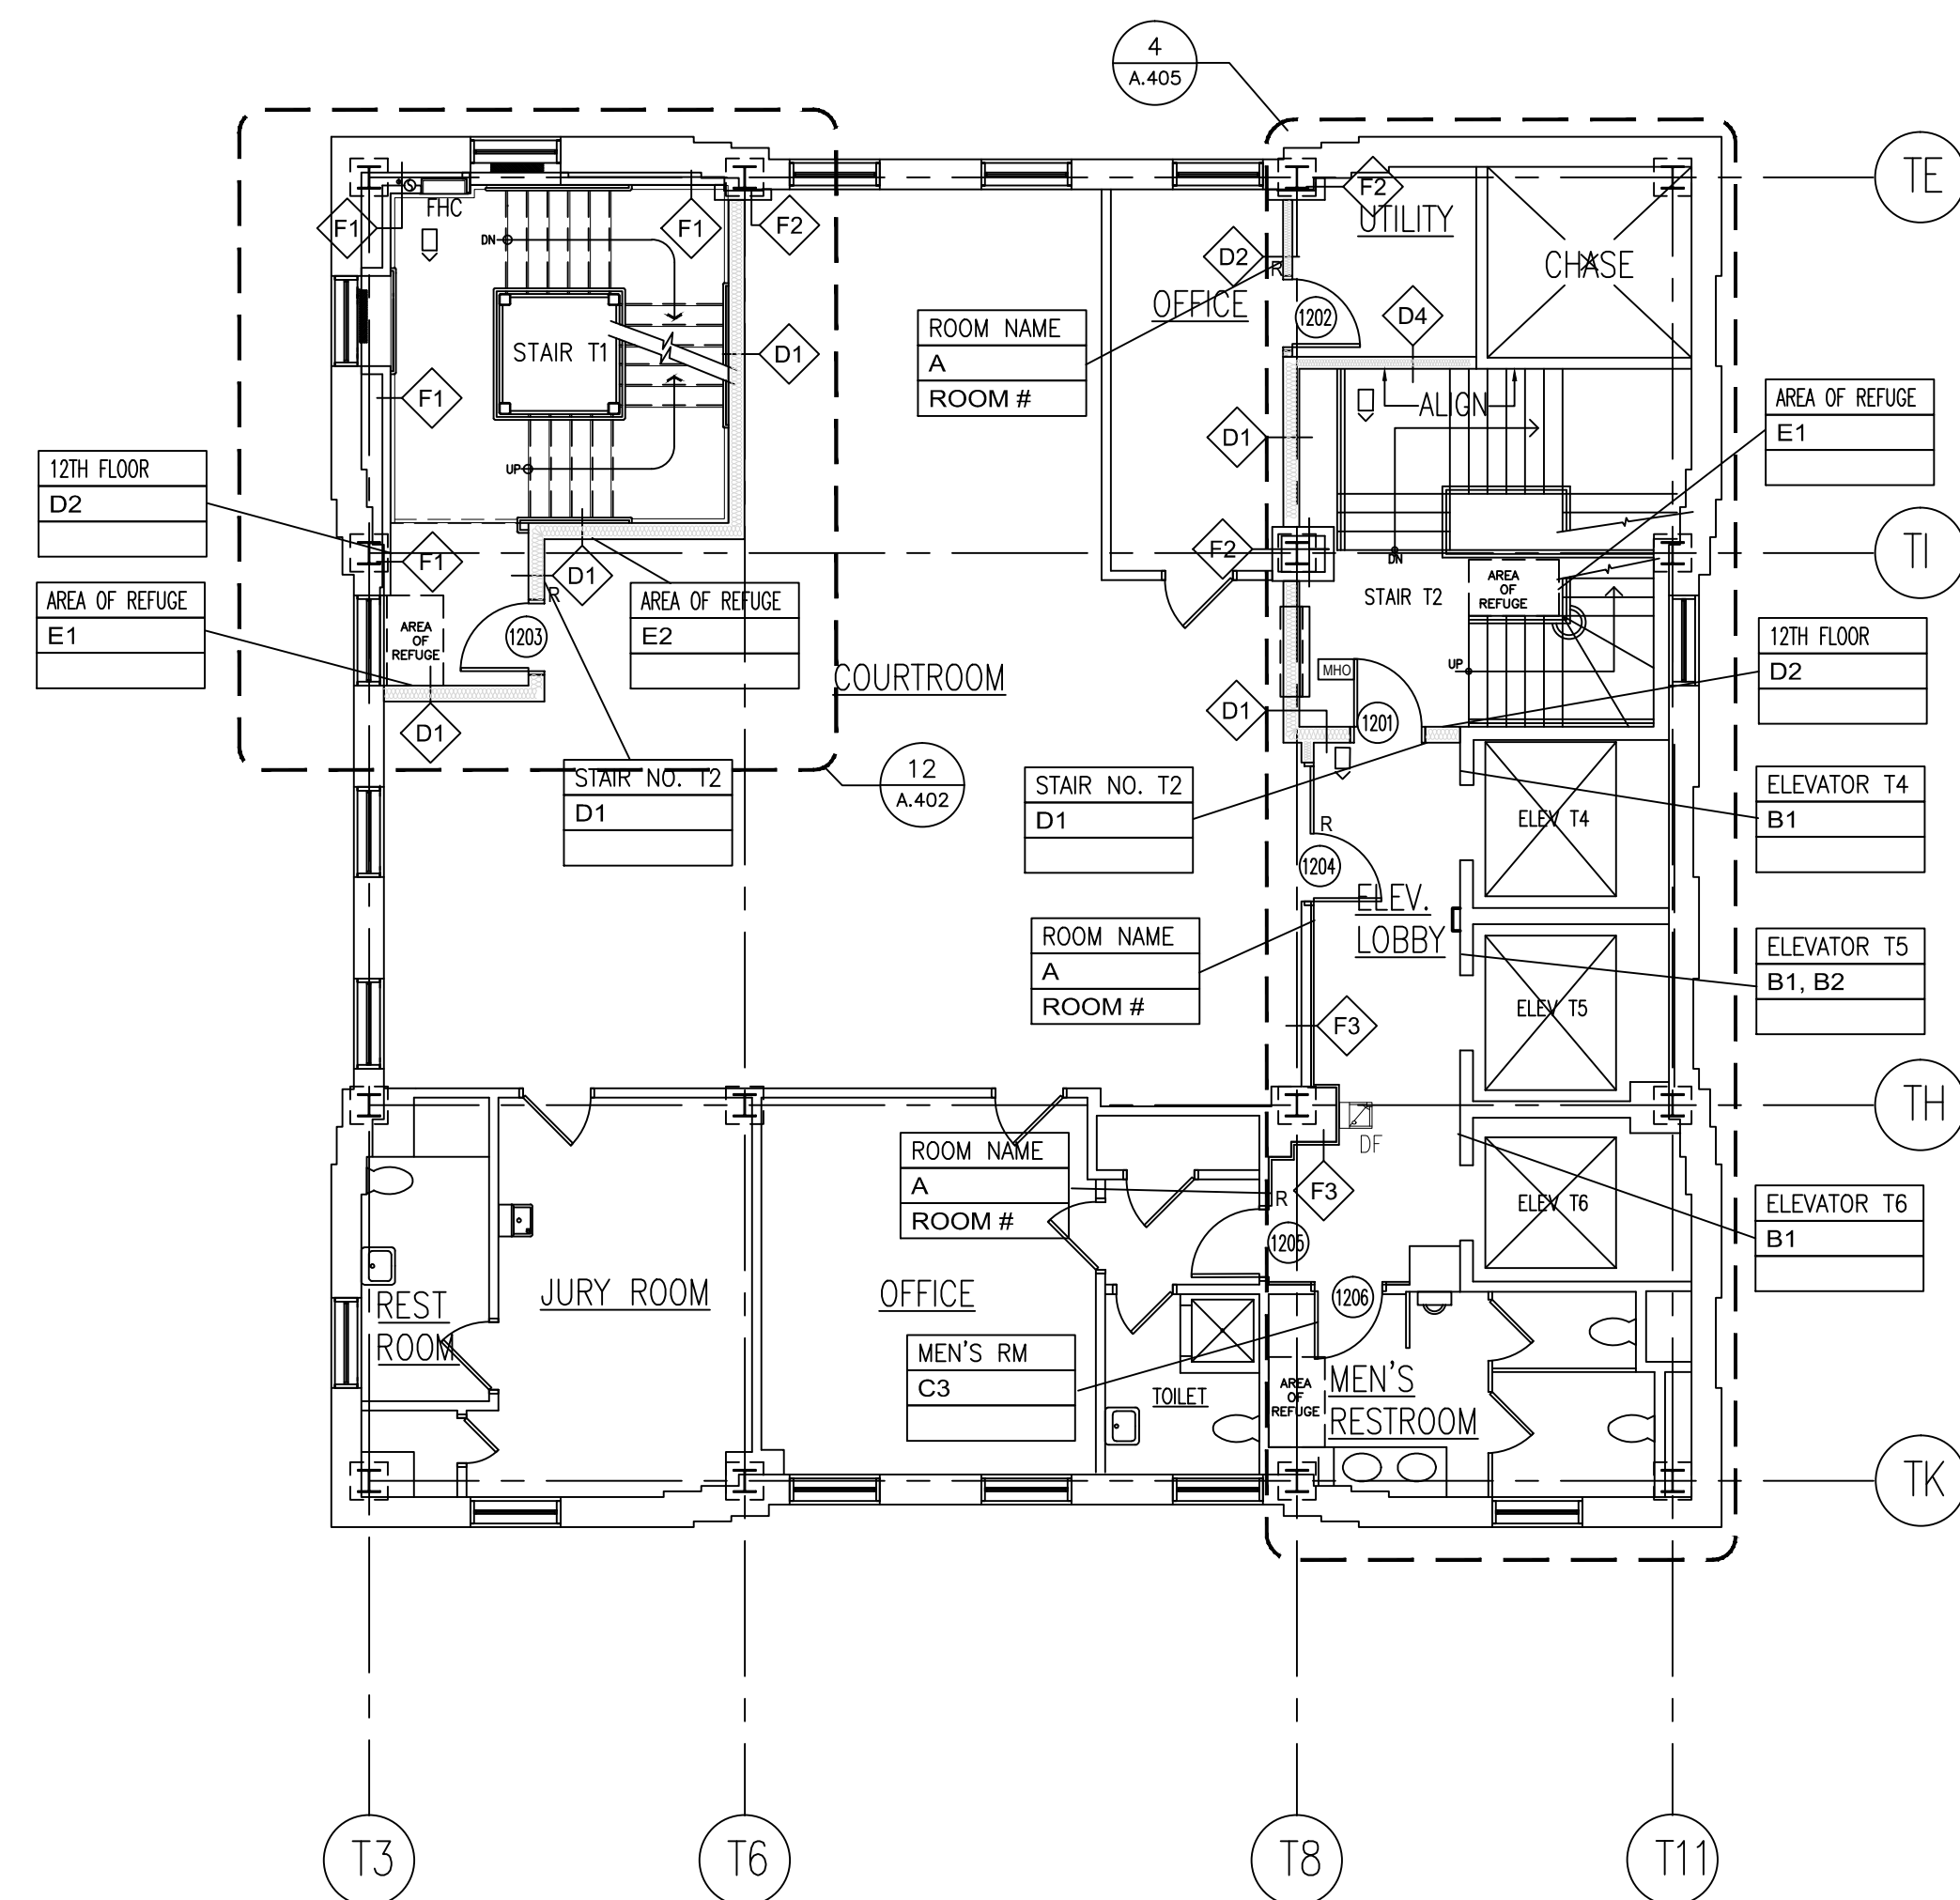 4
A.405
TE
FHC
F1
F1
F2
F2
UTILITY
DN
D2
R
CHASE
OFFICE
1202
D4
ROOM NAME
A
ROOM #
STAIR T1
D1
F1
ALIGN
AREA OF REFUGE
E1
D1
UP
12TH FLOOR
D2
F1
D1
F2
DN
TI
AREA OF REFUGE
E1
R
AREA OF REFUGE
E2
STAIR T2
AREA
OF
REFUGE
AREA
OF
REFUGE
1203
12TH FLOOR
D2
COURTROOM
MHO
UP
D1
D1
1201
12
A.402
STAIR NO. T2
D1
STAIR NO. T2
D1
ELEVATOR T4
B1
ELEV T4
R
1204
ELEV.
LOBBY
ROOM NAME
A
ROOM #
ELEVATOR T5
B1, B2
ELEV T5
F3
TH
DF
ROOM NAME
A
ROOM #
R
F3
ELEV T6
ELEVATOR T6
B1
1205
JURY ROOM
OFFICE
1206
REST
ROOM
MEN'S RM
C3
TOILET
AREA
OF
REFUGE
MEN'S
RESTROOM
TK
T3
T6
T8
T11